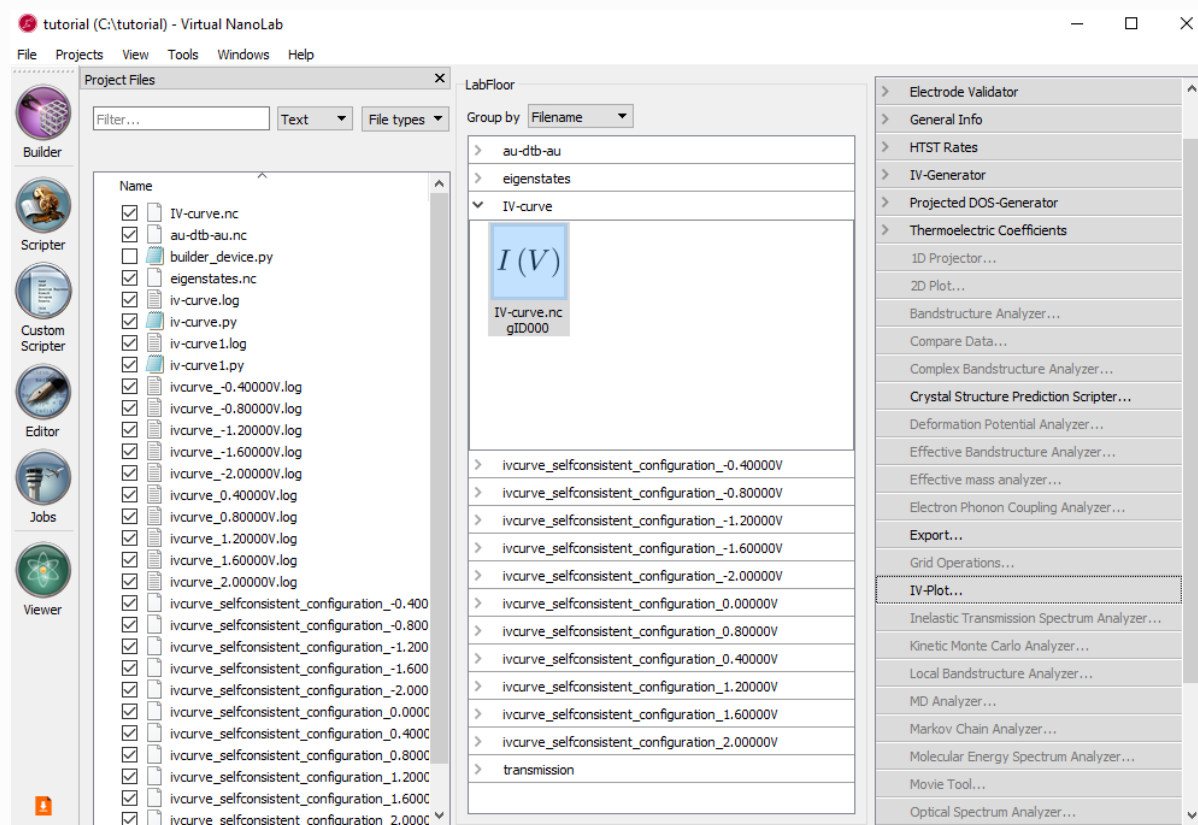 tutorial (C:\tutorial) - Virtual NanoLab
File Projects View Tools Windows Help
Builder
Scripter
Custom
Scripter
Editor
Jobs
Viewer
Project Files
Filter...
Text
File types
Name
IV-curve.nc
au-dtb-au.nc
builder_device.py
eigenstates.nc
iv-curve.log
iv-curve.py
iv-curve1.log
iv-curve1.py
ivcurve_-0.40000V.log
ivcurve_-0.80000V.log
ivcurve_-1.20000V.log
ivcurve_-1.60000V.log
ivcurve_-2.00000V.log
ivcurve_0.40000V.log
ivcurve_0.80000V.log
ivcurve_1.20000V.log
ivcurve_1.60000V.log
ivcurve_2.00000V.log
ivcurve_selfconsistent_configuration_-0.400
ivcurve_selfconsistent_configuration_-0.800
ivcurve_selfconsistent_configuration_-1.200
ivcurve_selfconsistent_configuration_-1.600
ivcurve_selfconsistent_configuration_-2.000
ivcurve_selfconsistent_configuration_0.0000
ivcurve_selfconsistent_configuration_0.4000
ivcurve_selfconsistent_configuration_0.8000
ivcurve_selfconsistent_configuration_1.2000
ivcurve_selfconsistent_configuration_1.6000
ivcurve_selfconsistent_configuration_2.0000
LabFloor
Group by Filename
au-dtb-au
eigenstates
IV-curve
I (V)
IV-curve.nc
gID000
ivcurve_selfconsistent_configuration_-0.40000V
ivcurve_selfconsistent_configuration_-0.80000V
ivcurve_selfconsistent_configuration_-1.20000V
ivcurve_selfconsistent_configuration_-1.60000V
ivcurve_selfconsistent_configuration_-2.00000V
ivcurve_selfconsistent_configuration_0.00000V
ivcurve_selfconsistent_configuration_0.80000V
ivcurve_selfconsistent_configuration_0.40000V
ivcurve_selfconsistent_configuration_1.20000V
ivcurve_selfconsistent_configuration_1.60000V
ivcurve_selfconsistent_configuration_2.00000V
transmission
Electrode Validator
General Info
HTST Rates
IV-Generator
Projected DOS-Generator
Thermoelectric Coefficients
1D Projector...
2D Plot...
Bandstructure Analyzer...
Compare Data...
Complex Bandstructure Analyzer...
Crystal Structure Prediction Scripter...
Deformation Potential Analyzer...
Effective Bandstructure Analyzer...
Effective mass analyzer...
Electron Phonon Coupling Analyzer...
Export...
Grid Operations...
IV-Plot...
Inelastic Transmission Spectrum Analyzer...
Kinetic Monte Carlo Analyzer...
Local Bandstructure Analyzer...
MD Analyzer...
Markov Chain Analyzer...
Molecular Energy Spectrum Analyzer...
Movie Tool...
Optical Spectrum Analyzer...